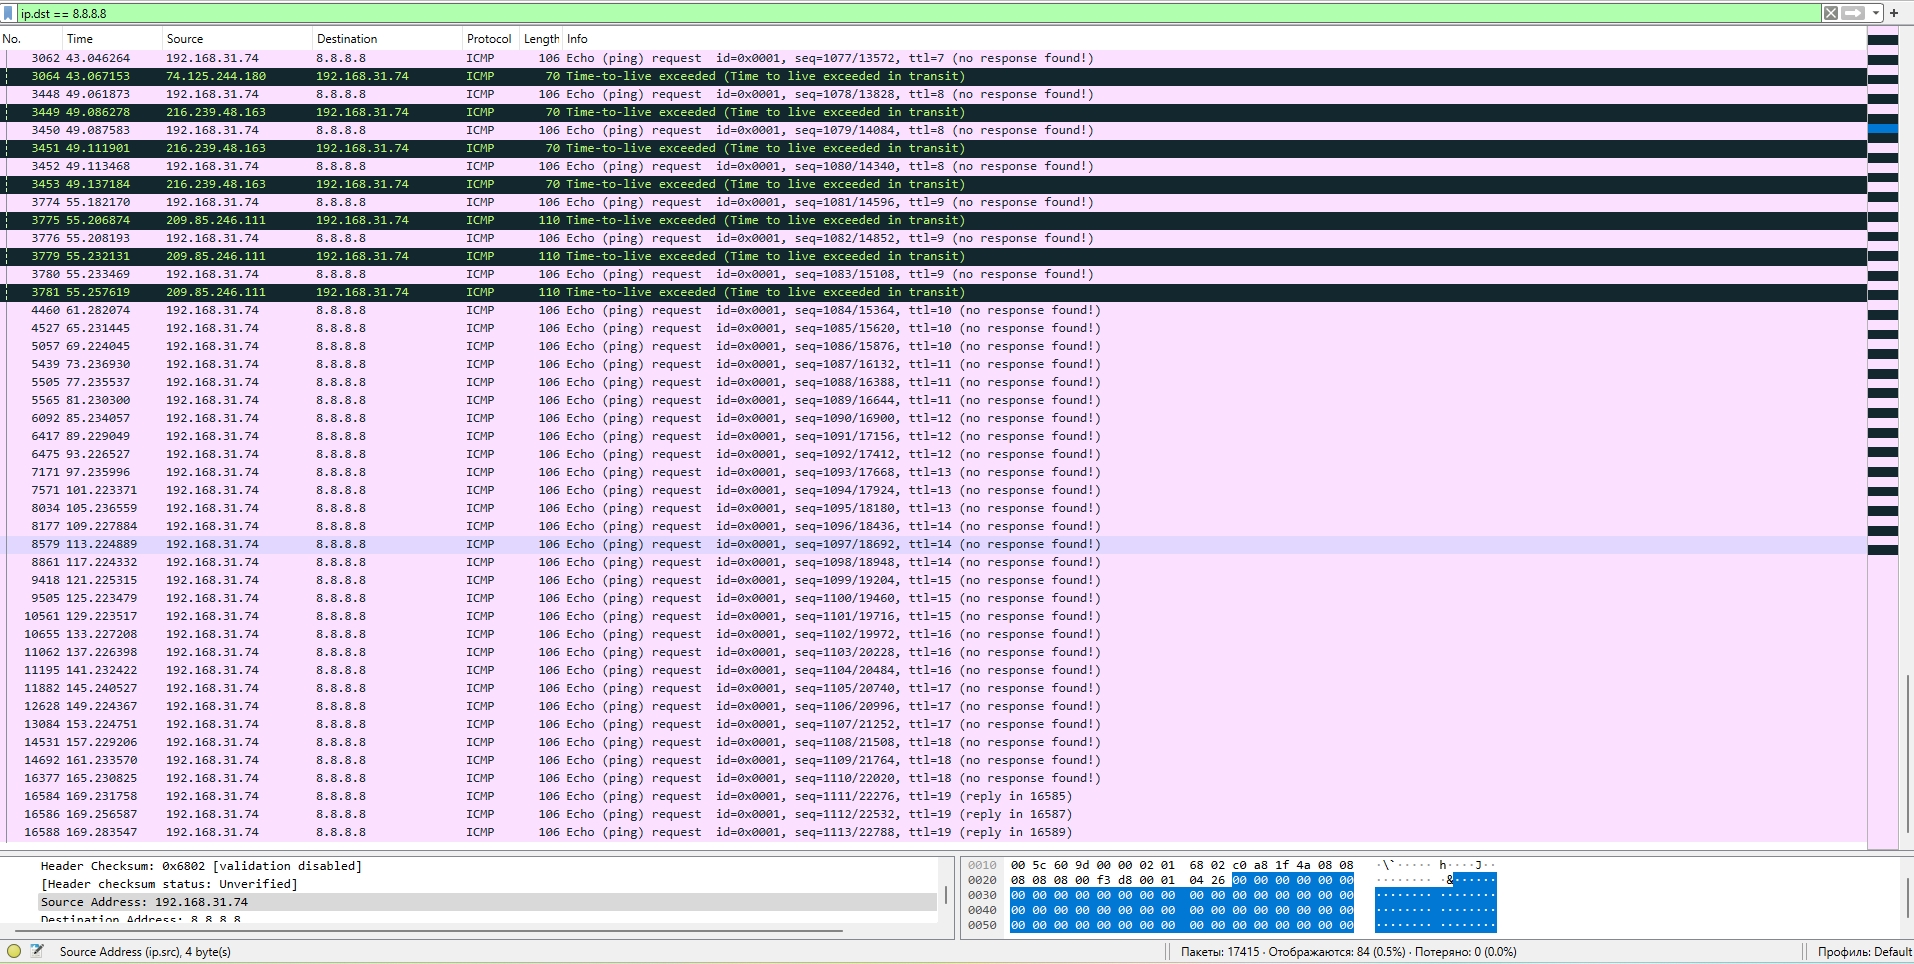 ip.dst == 8.8.8.8
No. Time Source Destination Protocol Length Info
3062 43.046264 192.168.31.74 8.8.8.8 ICMP 106 Echo (ping) request id=0x0001, seq=1077/13572, ttl=7 (no response found!)
3064 43.067153 74.125.244.180 192.168.31.74 ICMP 70 Time-to-live exceeded (Time to live exceeded in transit)
3448 49.061873 192.168.31.74 8.8.8.8 ICMP 106 Echo (ping) request id=0x0001, seq=1078/13828, ttl=8 (no response found!)
3449 49.086278 216.239.48.163 192.168.31.74 ICMP 70 Time-to-live exceeded (Time to live exceeded in transit)
3450 49.087583 192.168.31.74 8.8.8.8 ICMP 106 Echo (ping) request id=0x0001, seq=1079/14084, ttl=8 (no response found!)
3451 49.111901 216.239.48.163 192.168.31.74 ICMP 70 Time-to-live exceeded (Time to live exceeded in transit)
3452 49.113468 192.168.31.74 8.8.8.8 ICMP 106 Echo (ping) request id=0x0001, seq=1080/14340, ttl=8 (no response found!)
3453 49.137184 216.239.48.163 192.168.31.74 ICMP 70 Time-to-live exceeded (Time to live exceeded in transit)
3774 55.182170 192.168.31.74 8.8.8.8 ICMP 106 Echo (ping) request id=0x0001, seq=1081/14596, ttl=9 (no response found!)
3775 55.206874 209.85.246.111 192.168.31.74 ICMP 110 Time-to-live exceeded (Time to live exceeded in transit)
3776 55.208193 192.168.31.74 8.8.8.8 ICMP 106 Echo (ping) request id=0x0001, seq=1082/14852, ttl=9 (no response found!)
3779 55.232131 209.85.246.111 192.168.31.74 ICMP 110 Time-to-live exceeded (Time to live exceeded in transit)
3780 55.233469 192.168.31.74 8.8.8.8 ICMP 106 Echo (ping) request id=0x0001, seq=1083/15108, ttl=9 (no response found!)
3781 55.257619 209.85.246.111 192.168.31.74 ICMP 110 Time-to-live exceeded (Time to live exceeded in transit)
4460 61.282074 192.168.31.74 8.8.8.8 ICMP 106 Echo (ping) request id=0x0001, seq=1084/15364, ttl=10 (no response found!)
4527 65.231445 192.168.31.74 8.8.8.8 ICMP 106 Echo (ping) request id=0x0001, seq=1085/15620, ttl=10 (no response found!)
5057 69.224045 192.168.31.74 8.8.8.8 ICMP 106 Echo (ping) request id=0x0001, seq=1086/15876, ttl=10 (no response found!)
5439 73.236930 192.168.31.74 8.8.8.8 ICMP 106 Echo (ping) request id=0x0001, seq=1087/16132, ttl=11 (no response found!)
5505 77.235537 192.168.31.74 8.8.8.8 ICMP 106 Echo (ping) request id=0x0001, seq=1088/16388, ttl=11 (no response found!)
5565 81.230300 192.168.31.74 8.8.8.8 ICMP 106 Echo (ping) request id=0x0001, seq=1089/16644, ttl=11 (no response found!)
6092 85.234057 192.168.31.74 8.8.8.8 ICMP 106 Echo (ping) request id=0x0001, seq=1090/16900, ttl=12 (no response found!)
6417 89.229049 192.168.31.74 8.8.8.8 ICMP 106 Echo (ping) request id=0x0001, seq=1091/17156, ttl=12 (no response found!)
6475 93.226527 192.168.31.74 8.8.8.8 ICMP 106 Echo (ping) request id=0x0001, seq=1092/17412, ttl=12 (no response found!)
7171 97.235996 192.168.31.74 8.8.8.8 ICMP 106 Echo (ping) request id=0x0001, seq=1093/17668, ttl=13 (no response found!)
7571 101.223371 192.168.31.74 8.8.8.8 ICMP 106 Echo (ping) request id=0x0001, seq=1094/17924, ttl=13 (no response found!)
8034 105.236559 192.168.31.74 8.8.8.8 ICMP 106 Echo (ping) request id=0x0001, seq=1095/18180, ttl=13 (no response found!)
8177 109.227884 192.168.31.74 8.8.8.8 ICMP 106 Echo (ping) request id=0x0001, seq=1096/18436, ttl=14 (no response found!)
8579 113.224889 192.168.31.74 8.8.8.8 ICMP 106 Echo (ping) request id=0x0001, seq=1097/18692, ttl=14 (no response found!)
8861 117.224332 192.168.31.74 8.8.8.8 ICMP 106 Echo (ping) request id=0x0001, seq=1098/18948, ttl=14 (no response found!)
9418 121.225315 192.168.31.74 8.8.8.8 ICMP 106 Echo (ping) request id=0x0001, seq=1099/19204, ttl=15 (no response found!)
9505 125.223479 192.168.31.74 8.8.8.8 ICMP 106 Echo (ping) request id=0x0001, seq=1100/19460, ttl=15 (no response found!)
10561 129.223517 192.168.31.74 8.8.8.8 ICMP 106 Echo (ping) request id=0x0001, seq=1101/19716, ttl=15 (no response found!)
10655 133.227208 192.168.31.74 8.8.8.8 ICMP 106 Echo (ping) request id=0x0001, seq=1102/19972, ttl=16 (no response found!)
11062 137.226398 192.168.31.74 8.8.8.8 ICMP 106 Echo (ping) request id=0x0001, seq=1103/20228, ttl=16 (no response found!)
11195 141.232422 192.168.31.74 8.8.8.8 ICMP 106 Echo (ping) request id=0x0001, seq=1104/20484, ttl=16 (no response found!)
11882 145.240527 192.168.31.74 8.8.8.8 ICMP 106 Echo (ping) request id=0x0001, seq=1105/20740, ttl=17 (no response found!)
12628 149.224367 192.168.31.74 8.8.8.8 ICMP 106 Echo (ping) request id=0x0001, seq=1106/20996, ttl=17 (no response found!)
13084 153.224751 192.168.31.74 8.8.8.8 ICMP 106 Echo (ping) request id=0x0001, seq=1107/21252, ttl=17 (no response found!)
14531 157.229206 192.168.31.74 8.8.8.8 ICMP 106 Echo (ping) request id=0x0001, seq=1108/21508, ttl=18 (no response found!)
14692 161.233570 192.168.31.74 8.8.8.8 ICMP 106 Echo (ping) request id=0x0001, seq=1109/21764, ttl=18 (no response found!)
16377 165.230825 192.168.31.74 8.8.8.8 ICMP 106 Echo (ping) request id=0x0001, seq=1110/22020, ttl=18 (no response found!)
16584 169.231758 192.168.31.74 8.8.8.8 ICMP 106 Echo (ping) request id=0x0001, seq=1111/22276, ttl=19 (reply in 16585)
16586 169.256587 192.168.31.74 8.8.8.8 ICMP 106 Echo (ping) request id=0x0001, seq=1112/22532, ttl=19 (reply in 16587)
16588 169.283547 192.168.31.74 8.8.8.8 ICMP 106 Echo (ping) request id=0x0001, seq=1113/22788, ttl=19 (reply in 16589)
Header Checksum: 0x6802 [validation disabled]
[Header checksum status: Unverified]
Source Address: 192.168.31.74
Destination Address: 8.8.8.8
0010 00 5c 60 9d 00 00 02 01 68 02 c0 a8 1f 4a 08 08 ·\`····· h····J··
0020 08 08 08 00 f3 d8 00 01 04 26 00 00 00 00 00 00 ········ ·&······
0030 00 00 00 00 00 00 00 00 00 00 00 00 00 00 00 00 ········ ········
0040 00 00 00 00 00 00 00 00 00 00 00 00 00 00 00 00 ········ ········
0050 00 00 00 00 00 00 00 00 00 00 00 00 00 00 00 00 ········ ········
Source Address (ip.src), 4 byte(s)
Пакеты: 17415 · Отображаются: 84 (0.5%) · Потеряно: 0 (0.0%)
Профиль: Default